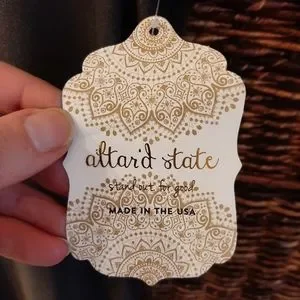 altar'd state
stand out for good.
MADE IN THE USA